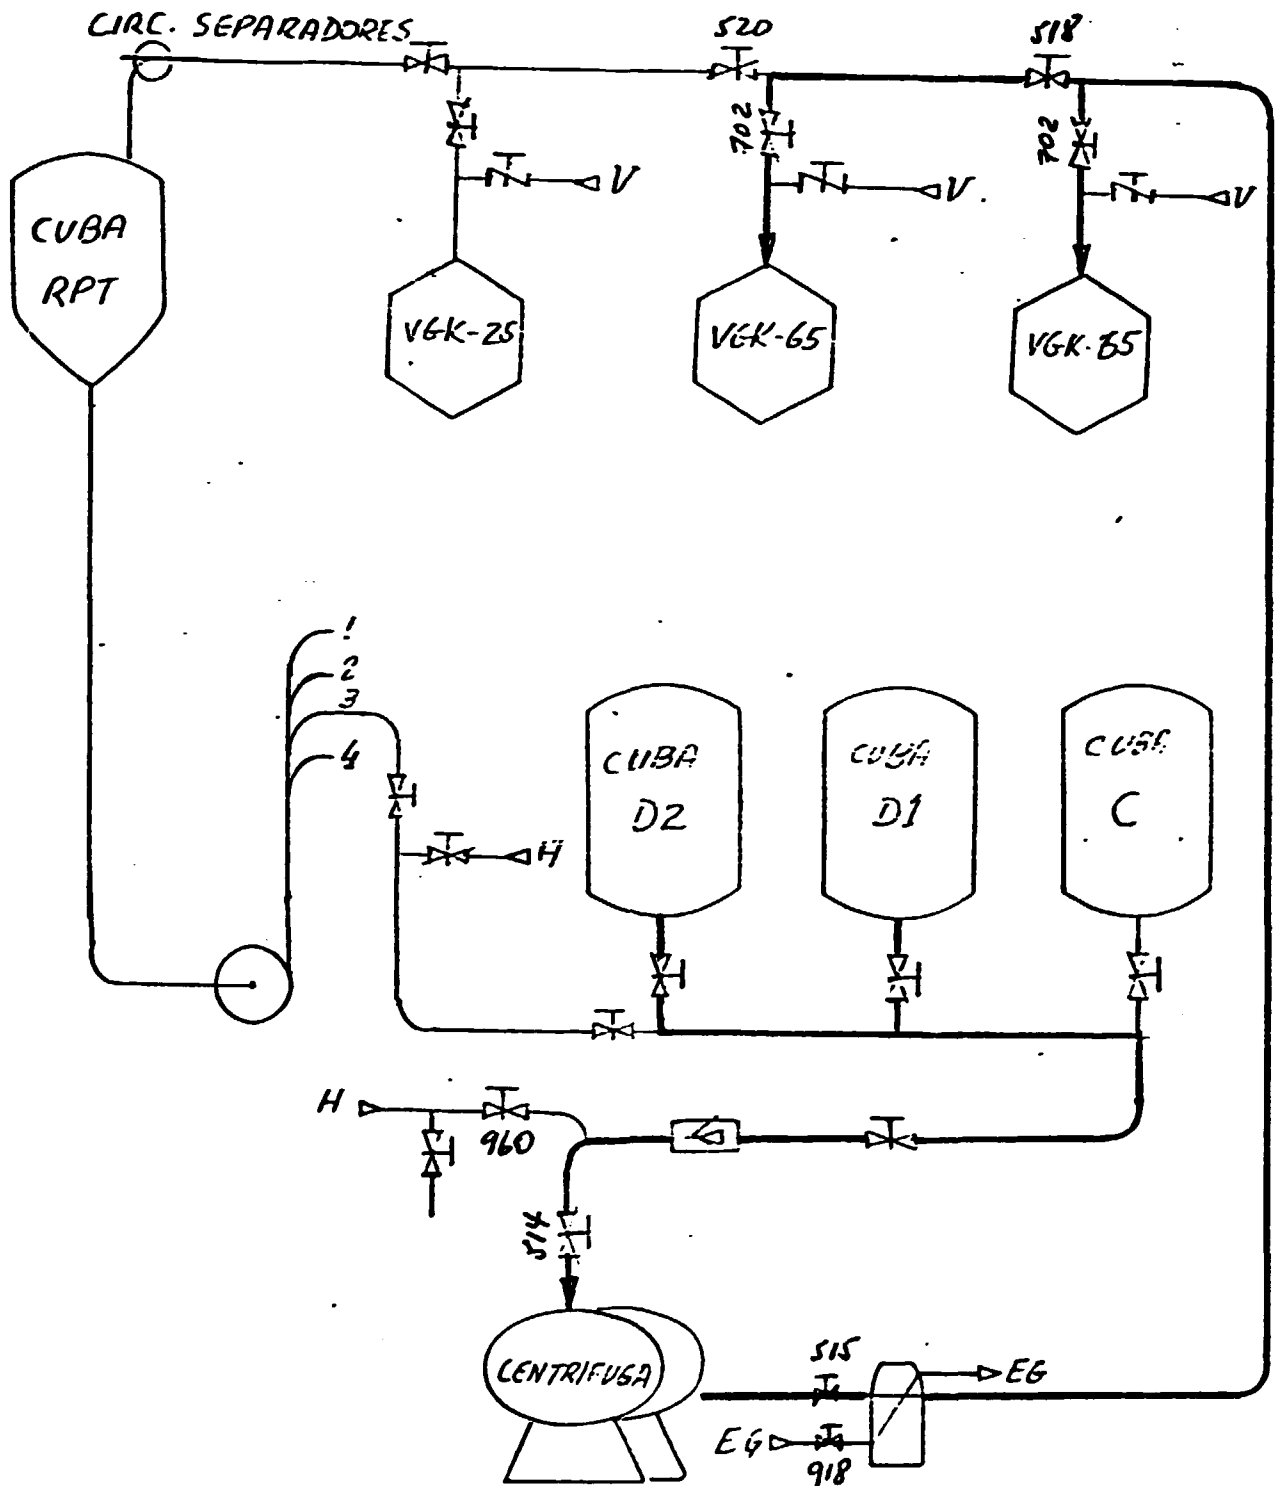 CIRC. SEPARADORES
520
518
702
702
V
V
V
CUBA
RPT
VGK-25
VGK-65
VGK-65
1
2
3
4
H
CUBA
D2
CUBA
D1
CUBA
C
H
960
514
CENTRIFUGA
515
EG
EG
918